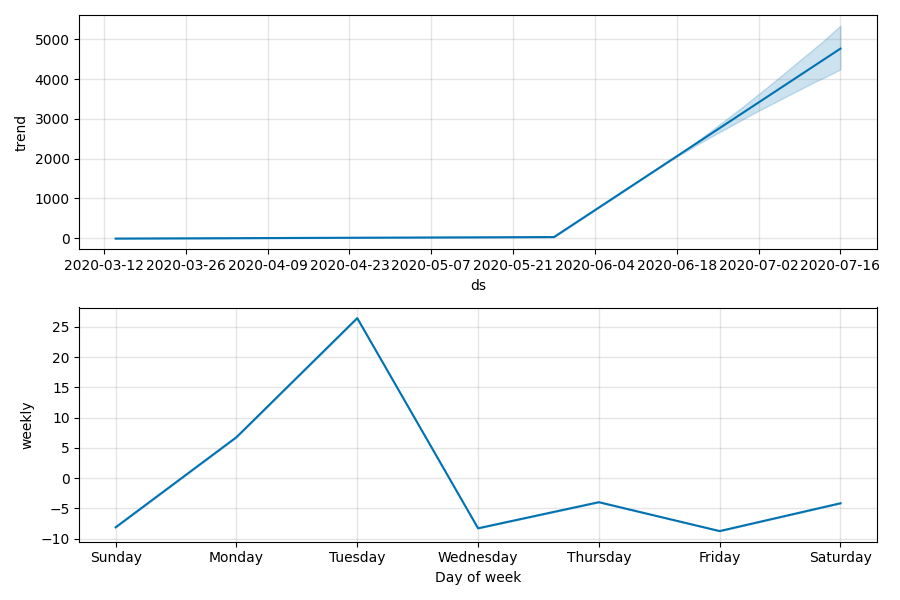 5000
4000
3000
2000
1000
0
trend
2020-03-12 2020-03-26 2020-04-09 2020-04-23 2020-05-07 2020-05-21 2020-06-04 2020-06-18 2020-07-02 2020-07-16
ds
25
20
15
10
5
0
−5
−10
weekly
Sunday Monday Tuesday Wednesday Thursday Friday Saturday
Day of week